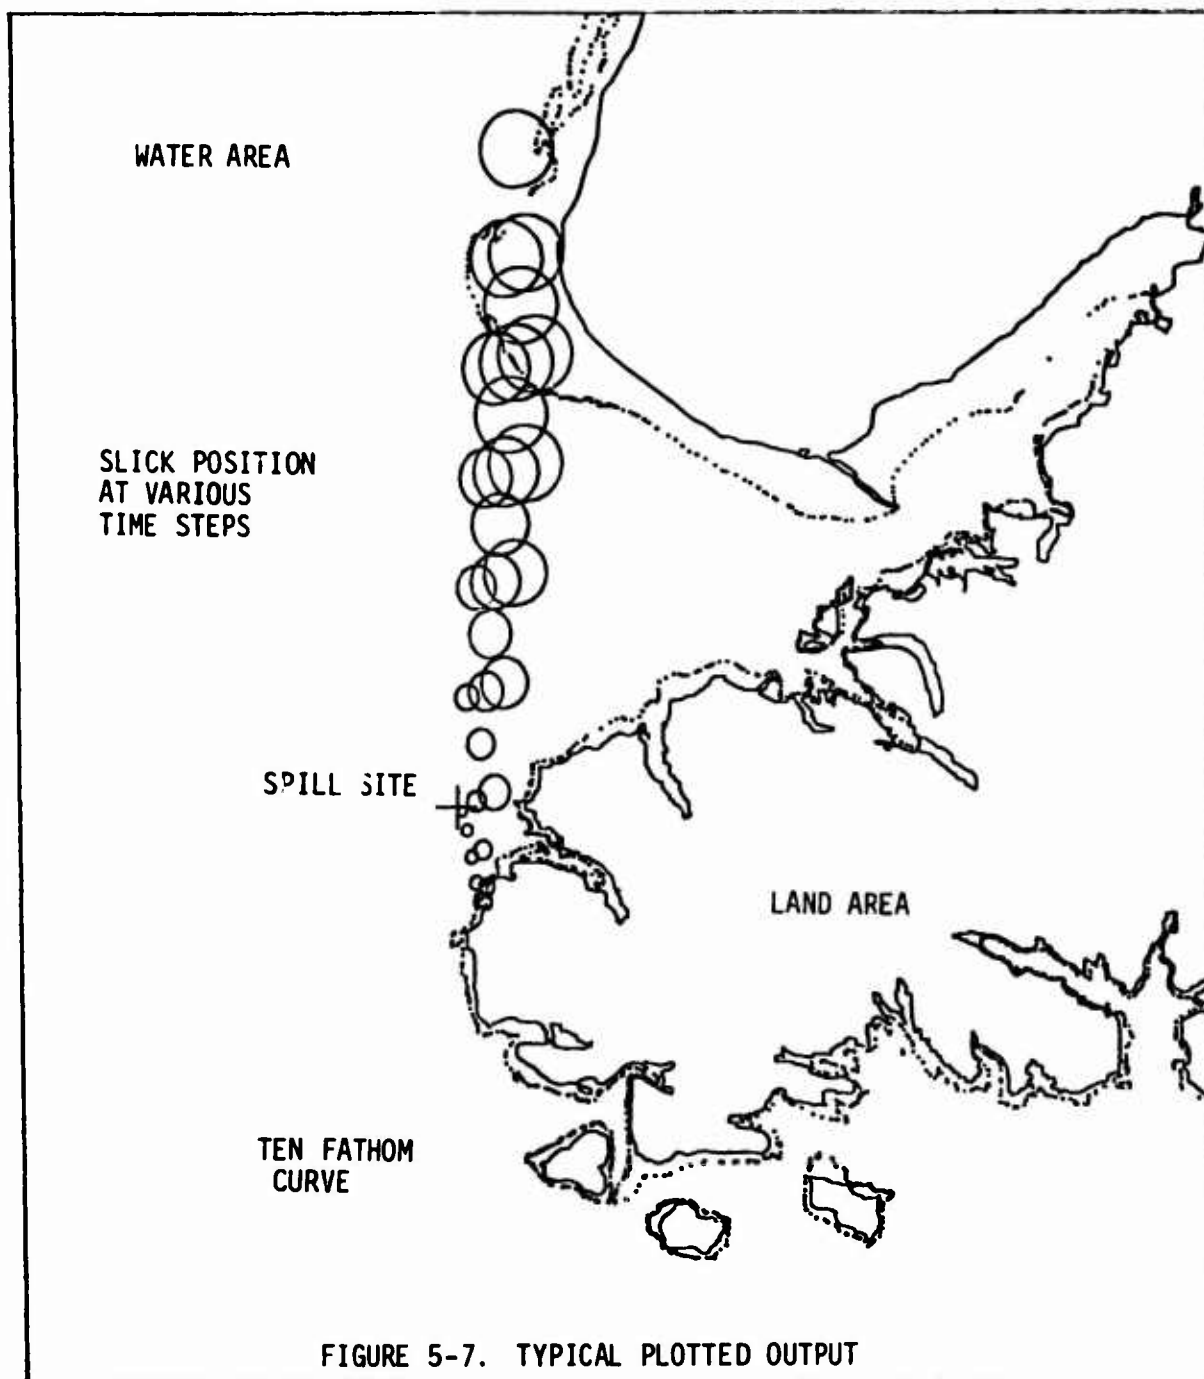 WATER AREA
SLICK POSITION
AT VARIOUS
TIME STEPS
SPILL SITE
LAND AREA
TEN FATHOM
CURVE
FIGURE 5-7. TYPICAL PLOTTED OUTPUT